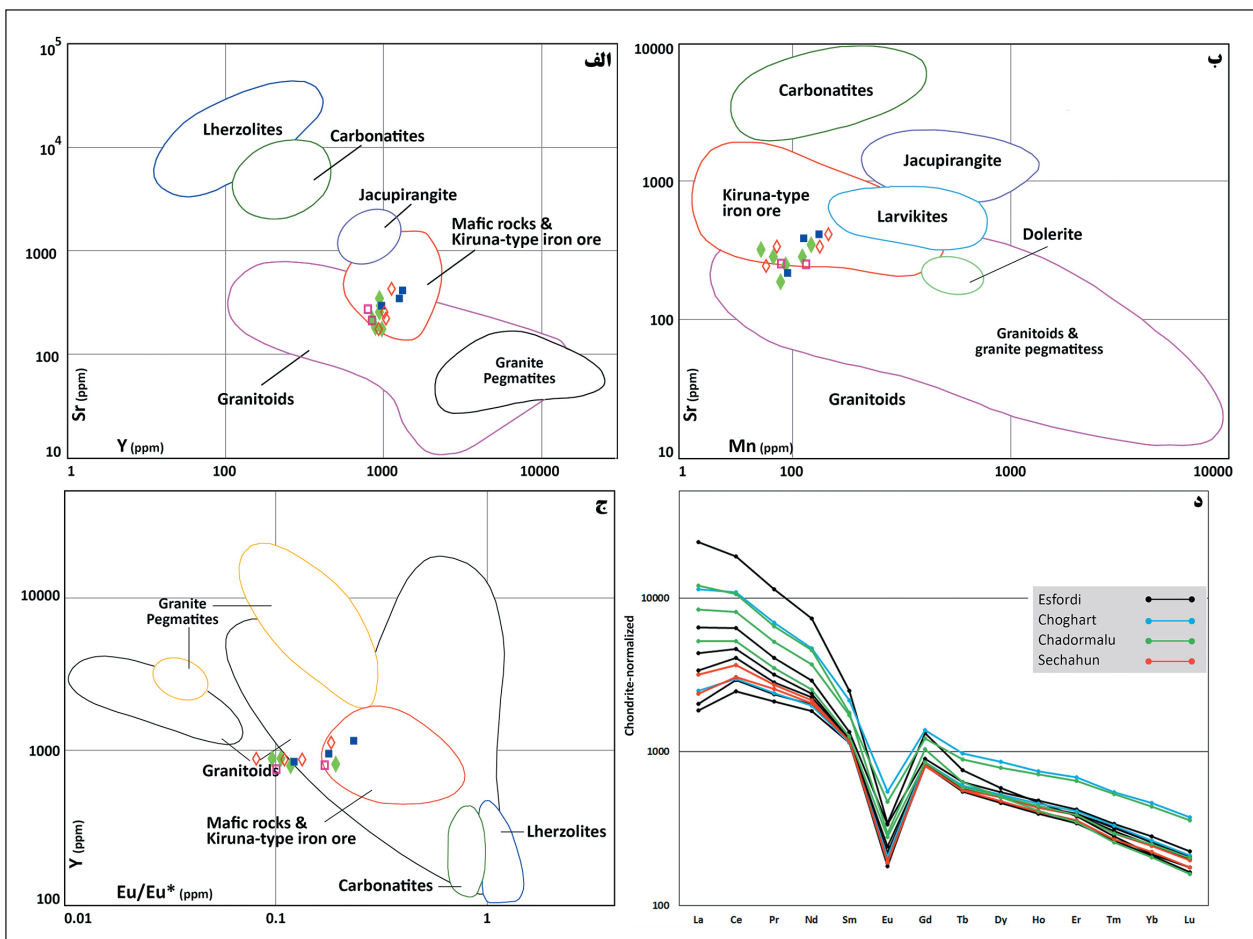 الف
10^5
10^4
1000
100
10
Sr (ppm)
Lherzolites
Carbonatites
Jacupirangite
Mafic rocks &
Kiruna-type iron ore
Granite
Pegmatites
Granitoids
Y (ppm)
1
100
1000
10000
ب
10000
1000
100
10
Sr (ppm)
Carbonatites
Jacupirangite
Kiruna-type
iron ore
Larvikites
Dolerite
Granitoids &
granite pegmatitess
Granitoids
Mn (ppm)
1
100
1000
10000
ج
10000
1000
100
Y (ppm)
Granite
Pegmatites
Granitoids
Mafic rocks &
Kiruna-type iron ore
Lherzolites
Carbonatites
Eu/Eu* (ppm)
0.01
0.1
1
د
10000
1000
100
Chondrite-normalized
Esfordi
Choghart
Chadormalu
Sechahun
La Ce Pr Nd Sm Eu Gd Tb Dy Ho Er Tm Yb Lu